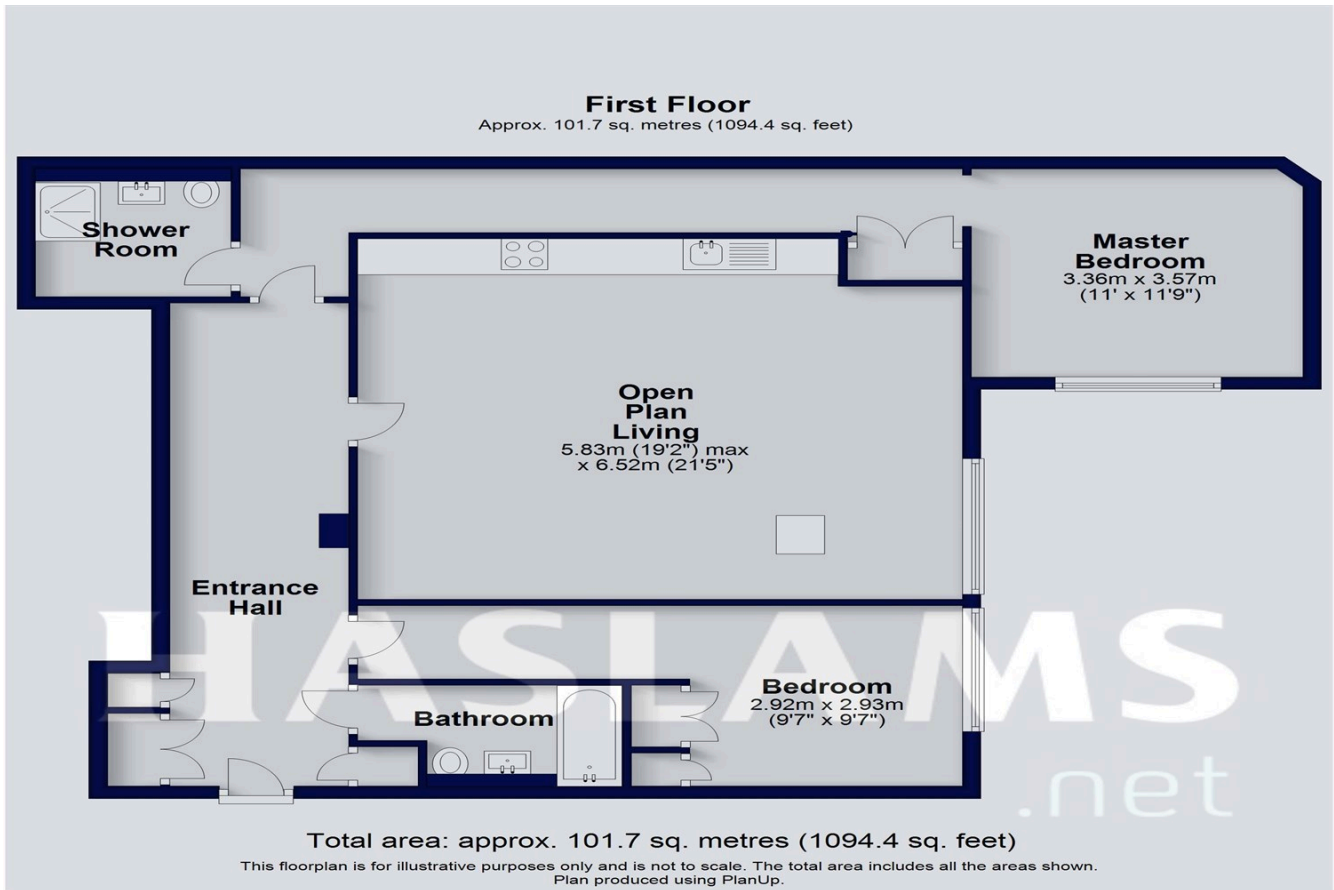 First Floor
Approx. 101.7 sq. metres (1094.4 sq. feet)
Shower
Room
Master
Bedroom
3.36m x 3.57m
(11' x 11'9")
Open
Plan
Living
5.83m (19'2") max
x 6.52m (21'5")
Entrance
Hall
HASLAMS
.net
Bedroom
2.92m x 2.93m
(9'7" x 9'7")
Bathroom
Total area: approx. 101.7 sq. metres (1094.4 sq. feet)
This floorplan is for illustrative purposes only and is not to scale. The total area includes all the areas shown.
Plan produced using PlanUp.